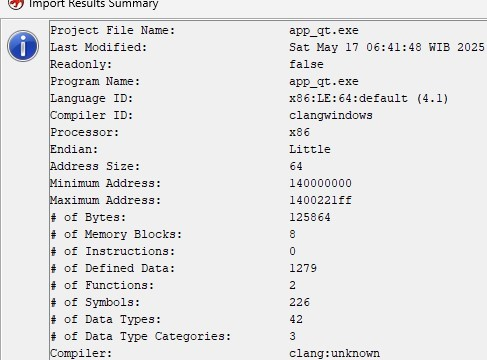 Import Results Summary
Project File Name: app_qt.exe
Last Modified: Sat May 17 06:41:48 WIB 2025
Readonly: false
Program Name: app_qt.exe
Language ID: x86:LE:64:default (4.1)
Compiler ID: clangwindows
Processor: x86
Endian: Little
Address Size: 64
Minimum Address: 140000000
Maximum Address: 1400221ff
# of Bytes: 125864
# of Memory Blocks: 8
# of Instructions: 0
# of Defined Data: 1279
# of Functions: 2
# of Symbols: 226
# of Data Types: 42
# of Data Type Categories: 3
Compiler: clang:unknown